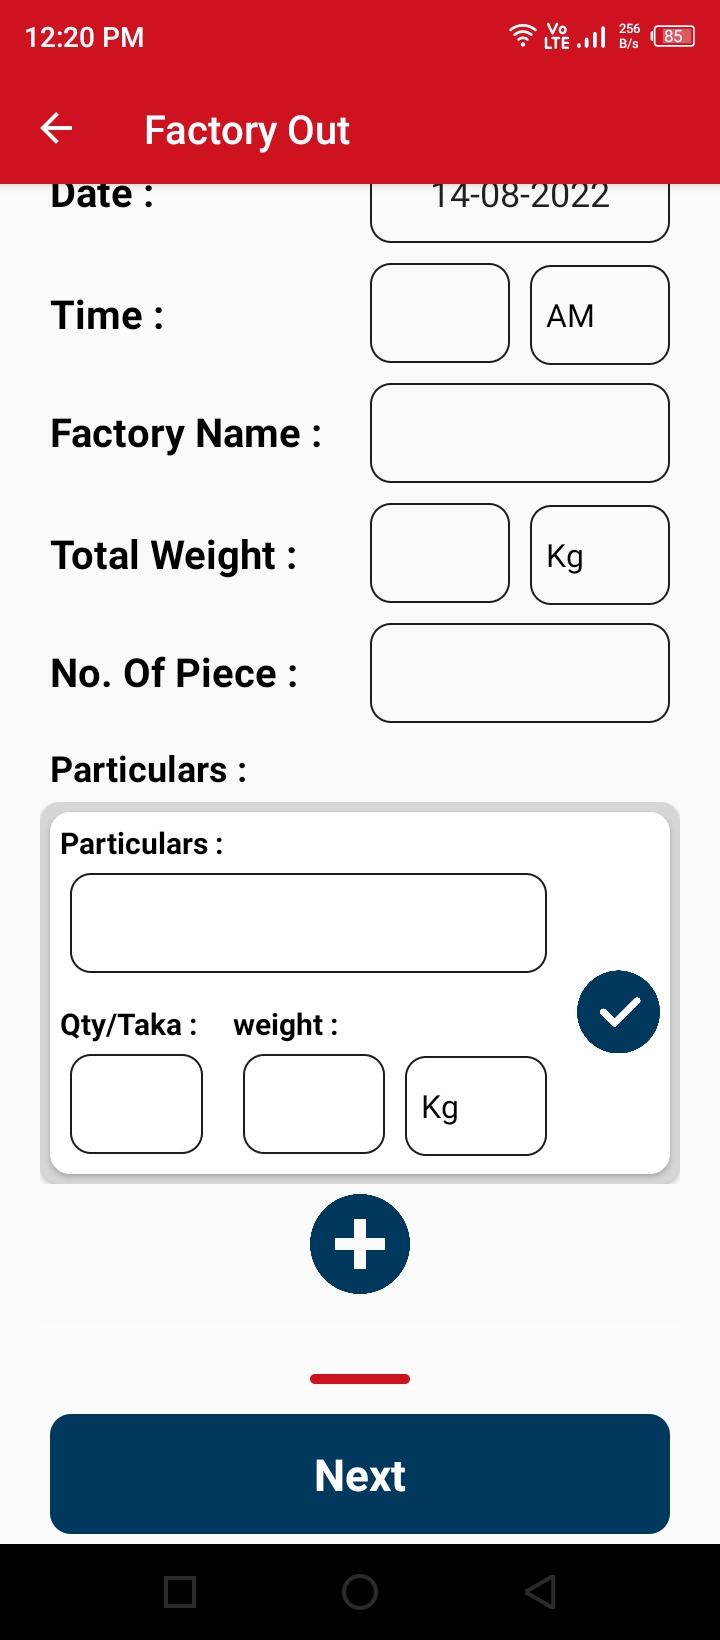 12:20 PM
Vo LTE
256 B/s
85
Factory Out
Date :
14-08-2022
Time :
AM
Factory Name :
Total Weight :
Kg
No. Of Piece :
Particulars :
Particulars :
Qty/Taka : weight :
Kg
Next